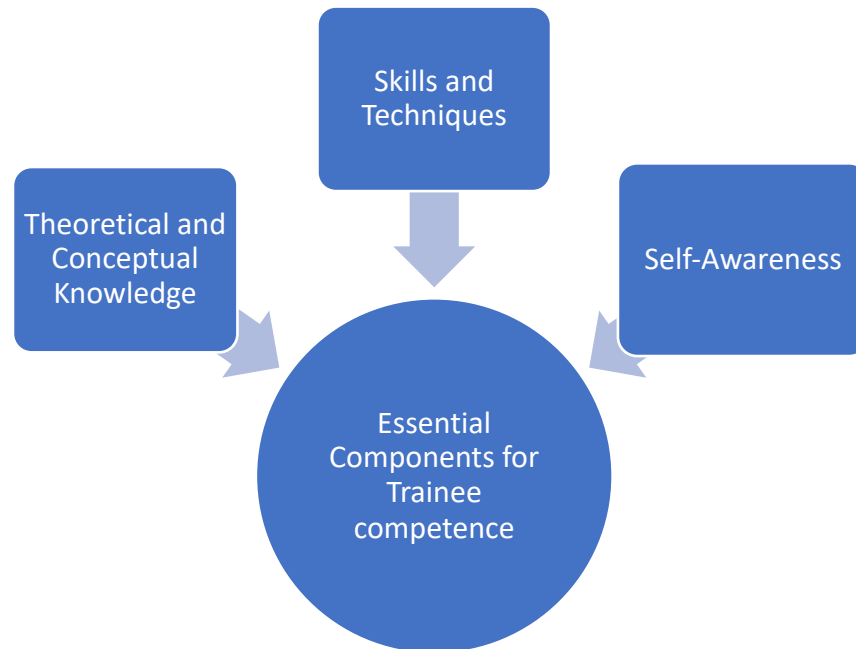 Skills and
Techniques
Theoretical and
Conceptual
Knowledge
Self-Awareness
Essential
Components for
Trainee
competence